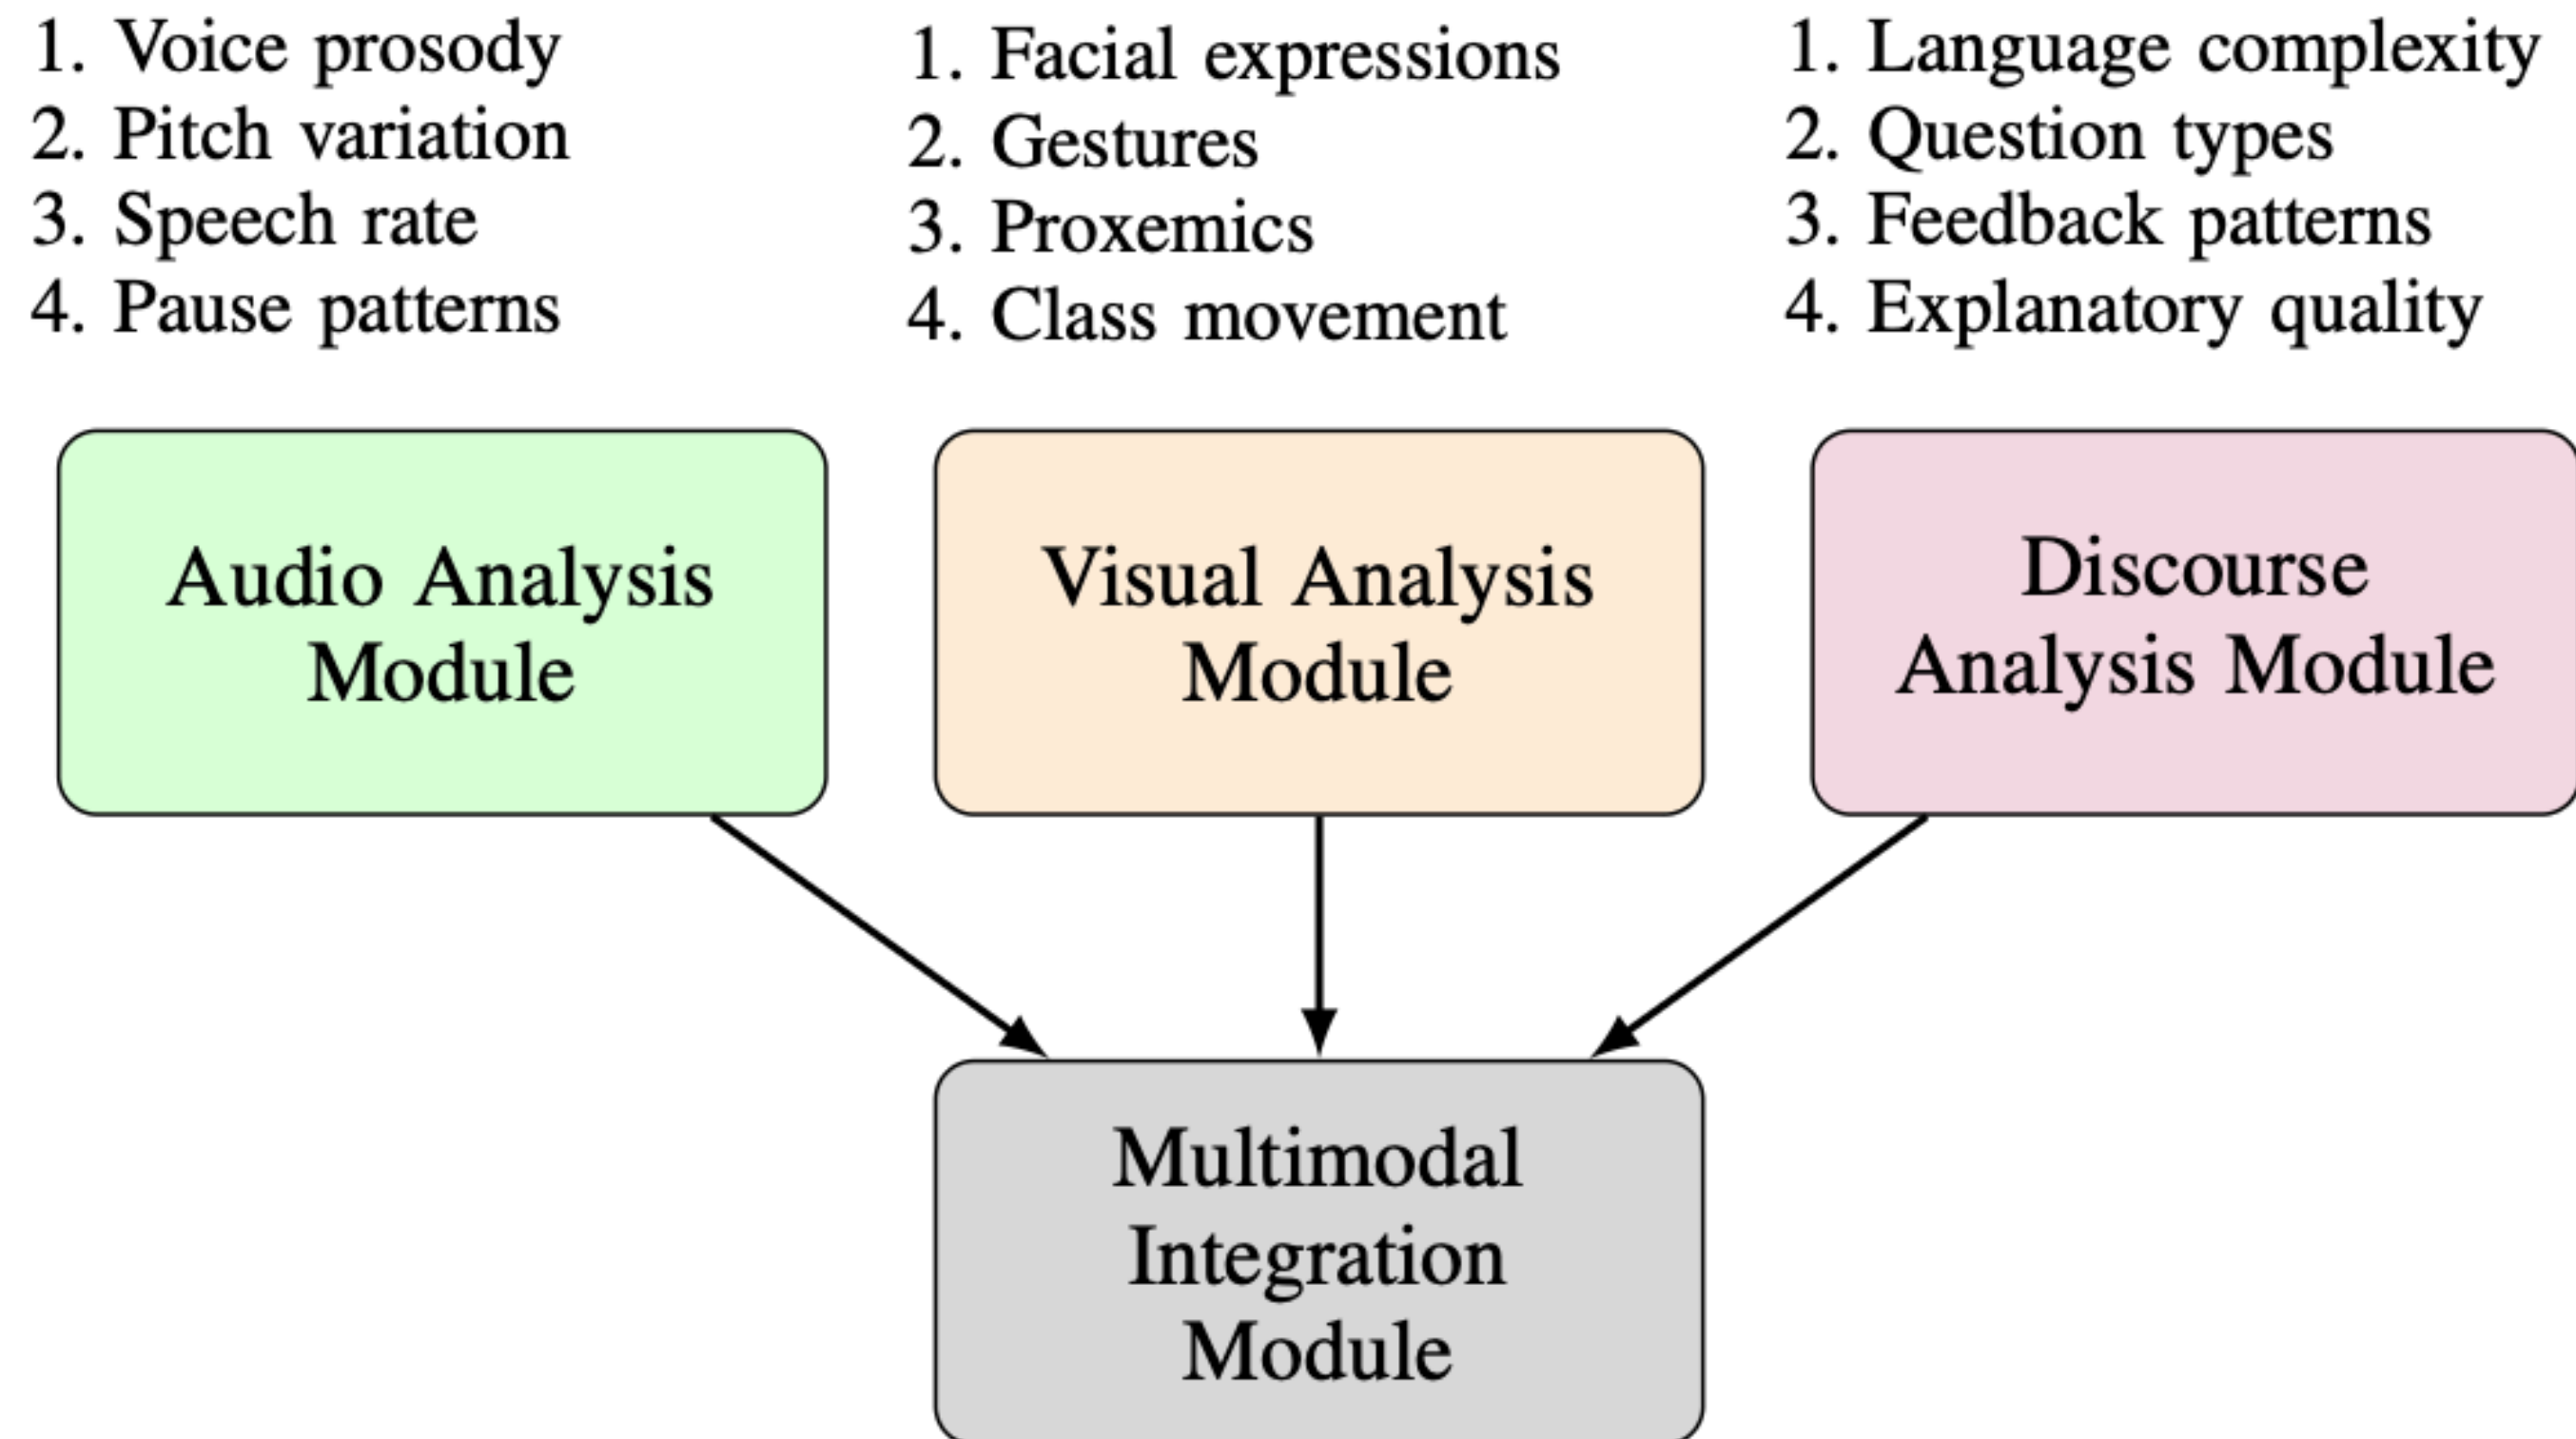 1. Voice prosody
2. Pitch variation
3. Speech rate
4. Pause patterns
1. Facial expressions
2. Gestures
3. Proxemics
4. Class movement
1. Language complexity
2. Question types
3. Feedback patterns
4. Explanatory quality
Audio Analysis
Module
Visual Analysis
Module
Discourse
Analysis Module
Multimodal
Integration
Module